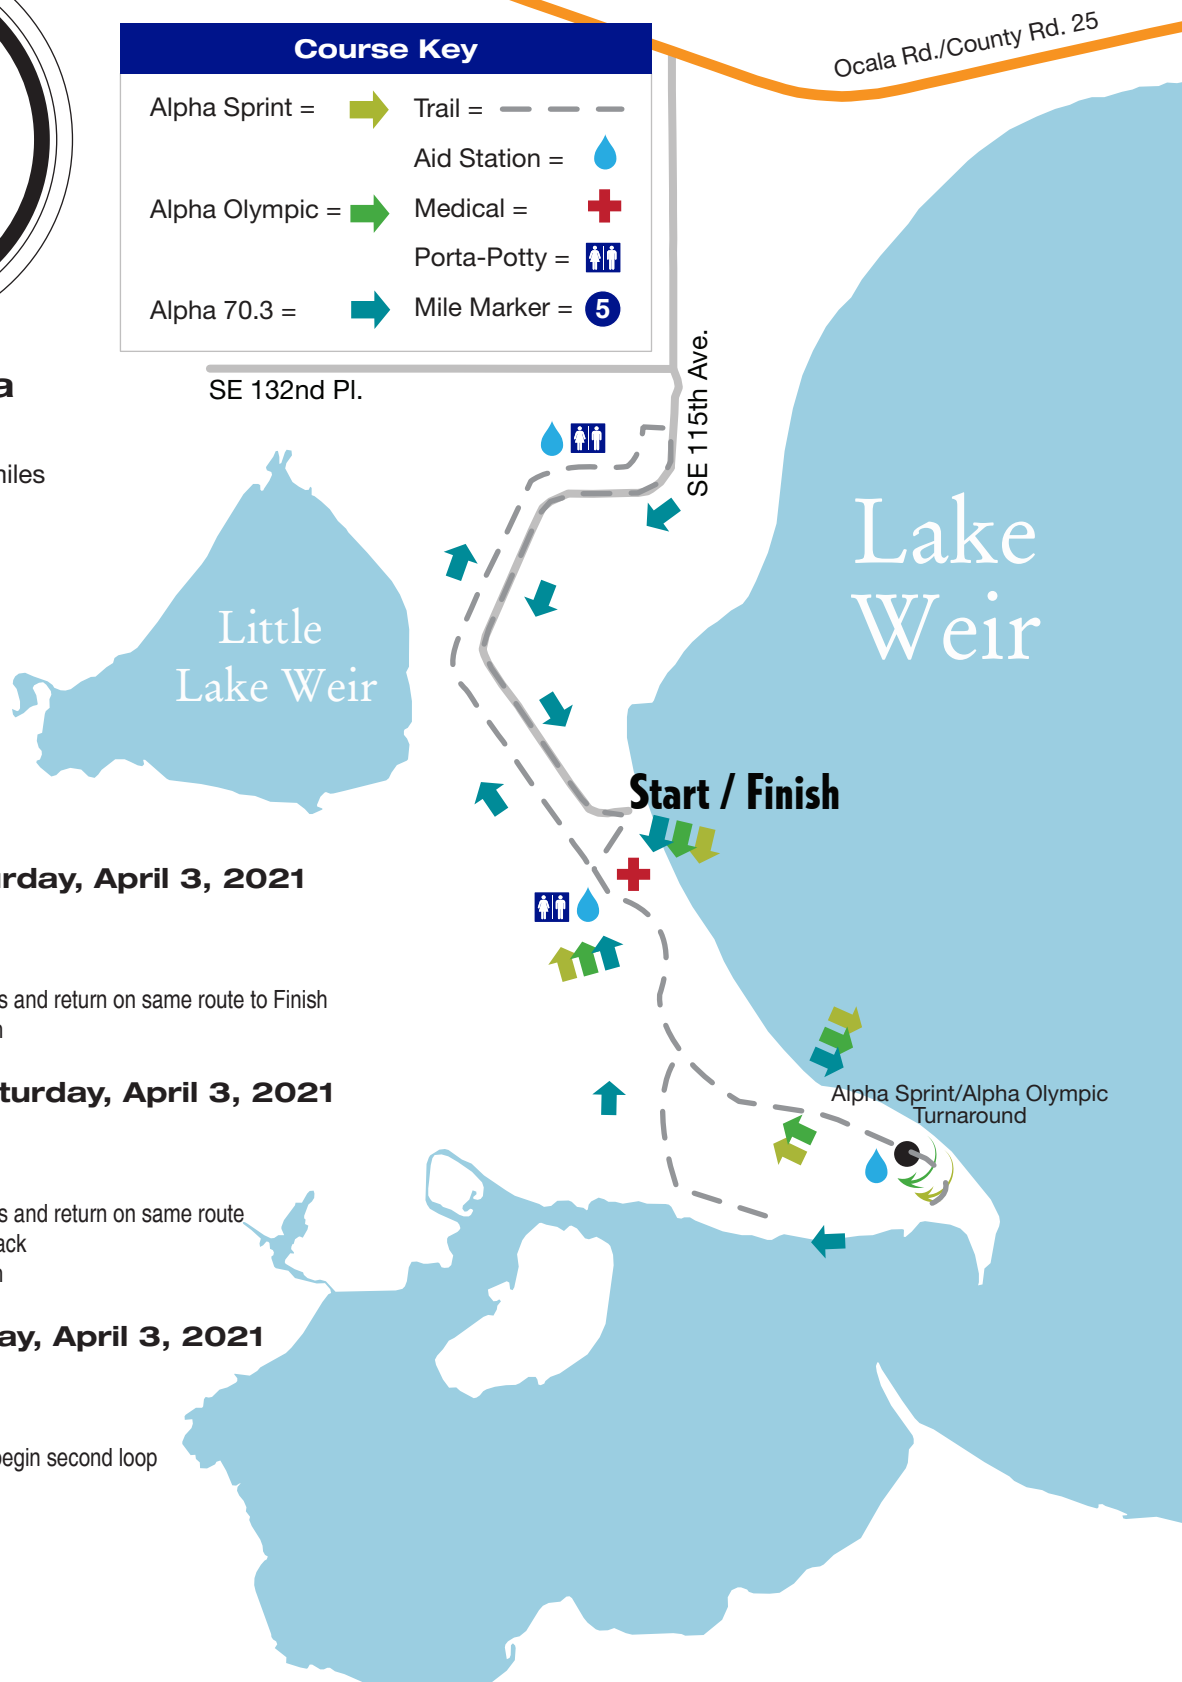 Course Key
Alpha Sprint =
Trail =
Aid Station =
Alpha Olympic =
Medical =
Porta-Potty =
Alpha 70.3 =
Mile Marker = 5
Ocala Rd./County Rd. 25
SE 132nd Pl.
SE 115th Ave.
a
niles
Little
Lake Weir
Lake
Weir
Start / Finish
rday, April 3, 2021
s and return on same route to Finish
n
Alpha Sprint/Alpha Olympic
Turnaround
turday, April 3, 2021
s and return on same route
ack
n
ay, April 3, 2021
begin second loop